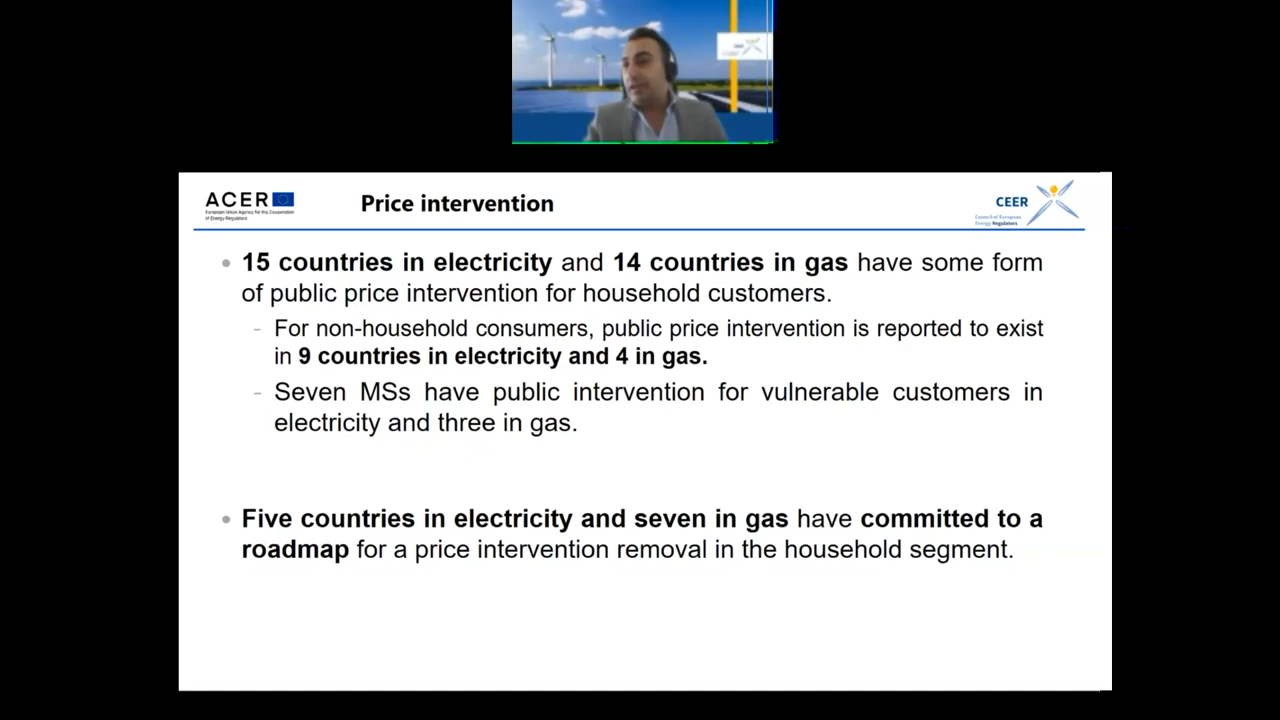 CEER
ACER
European Union Agency for the Cooperation
of Energy Regulators
Price intervention
CEER
Council of European
Energy Regulators
• 15 countries in electricity and 14 countries in gas have some form
of public price intervention for household customers.
- For non-household consumers, public price intervention is reported to exist
in 9 countries in electricity and 4 in gas.
- Seven MSs have public intervention for vulnerable customers in
electricity and three in gas.
• Five countries in electricity and seven in gas have committed to a
roadmap for a price intervention removal in the household segment.